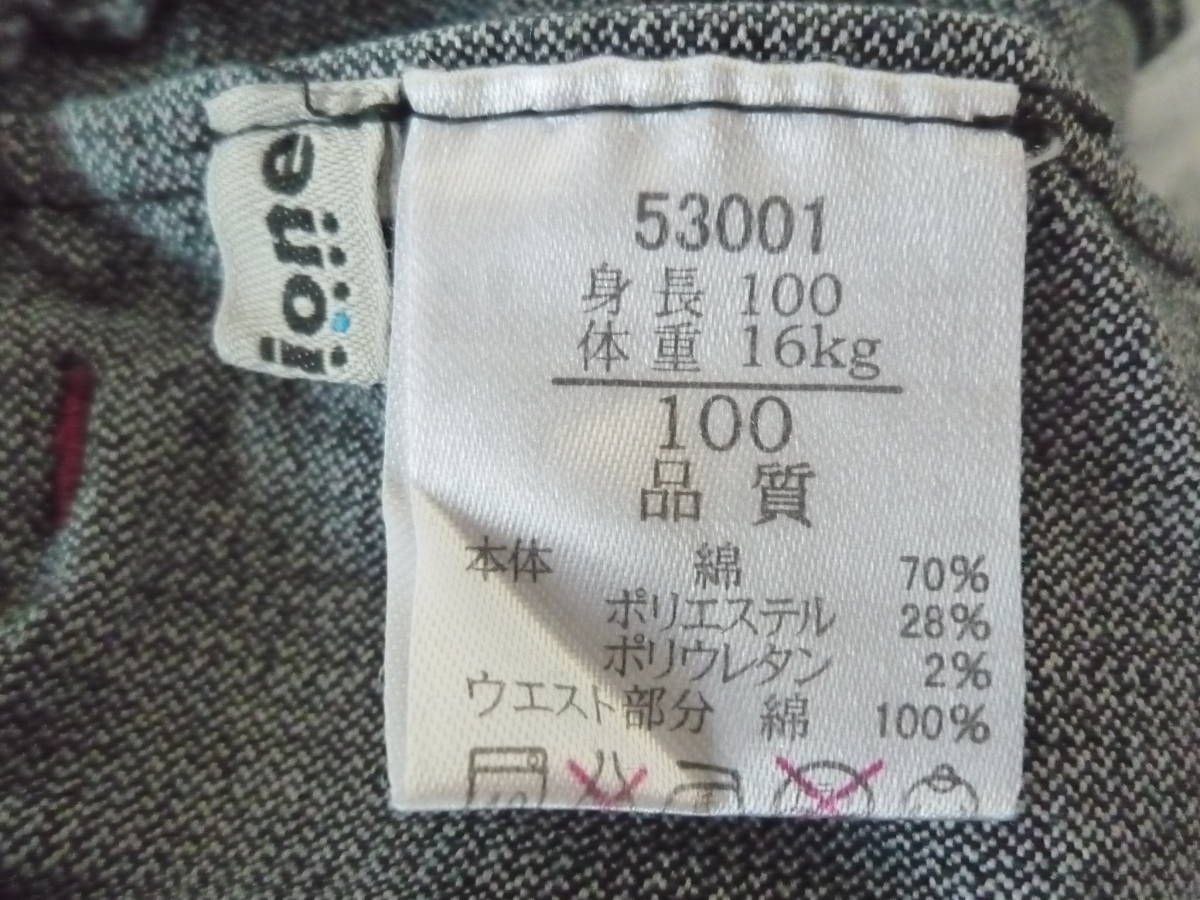 ejijoj
53001
身長 100
体重 16kg
100
品質
本体 綿 70%
ポリエステル 28%
ポリウレタン 2%
ウエスト部分 綿 100%